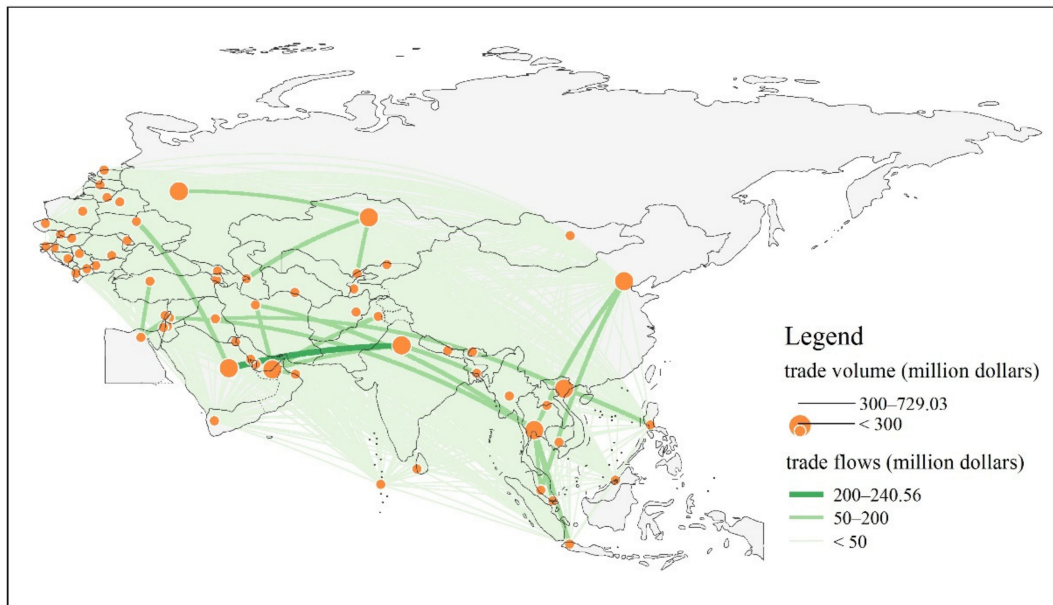 Legend
trade volume (million dollars)
300–729.03
< 300
trade flows (million dollars)
200–240.56
50–200
< 50